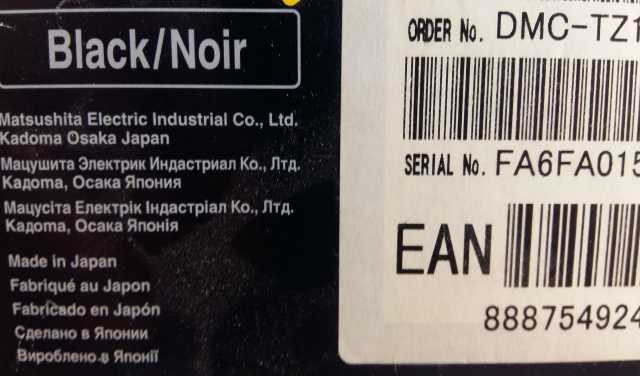 Black/Noir
Matsushita Electric Industrial Co., Ltd.
Kadoma Osaka Japan
Мацушита Электрик Индастриал Ко., Лтд.
Кадома, Осака Япония
Мацусіта Електрік Індастріал Ко., Лтд.
Кадома, Осака Японія
Made in Japan
Fabriqué au Japon
Fabricado en Japón
Сделано в Японии
Вироблено в Японії
ORDER No. DMC-TZ1
SERIAL No. FA6FA015
EAN
888754924